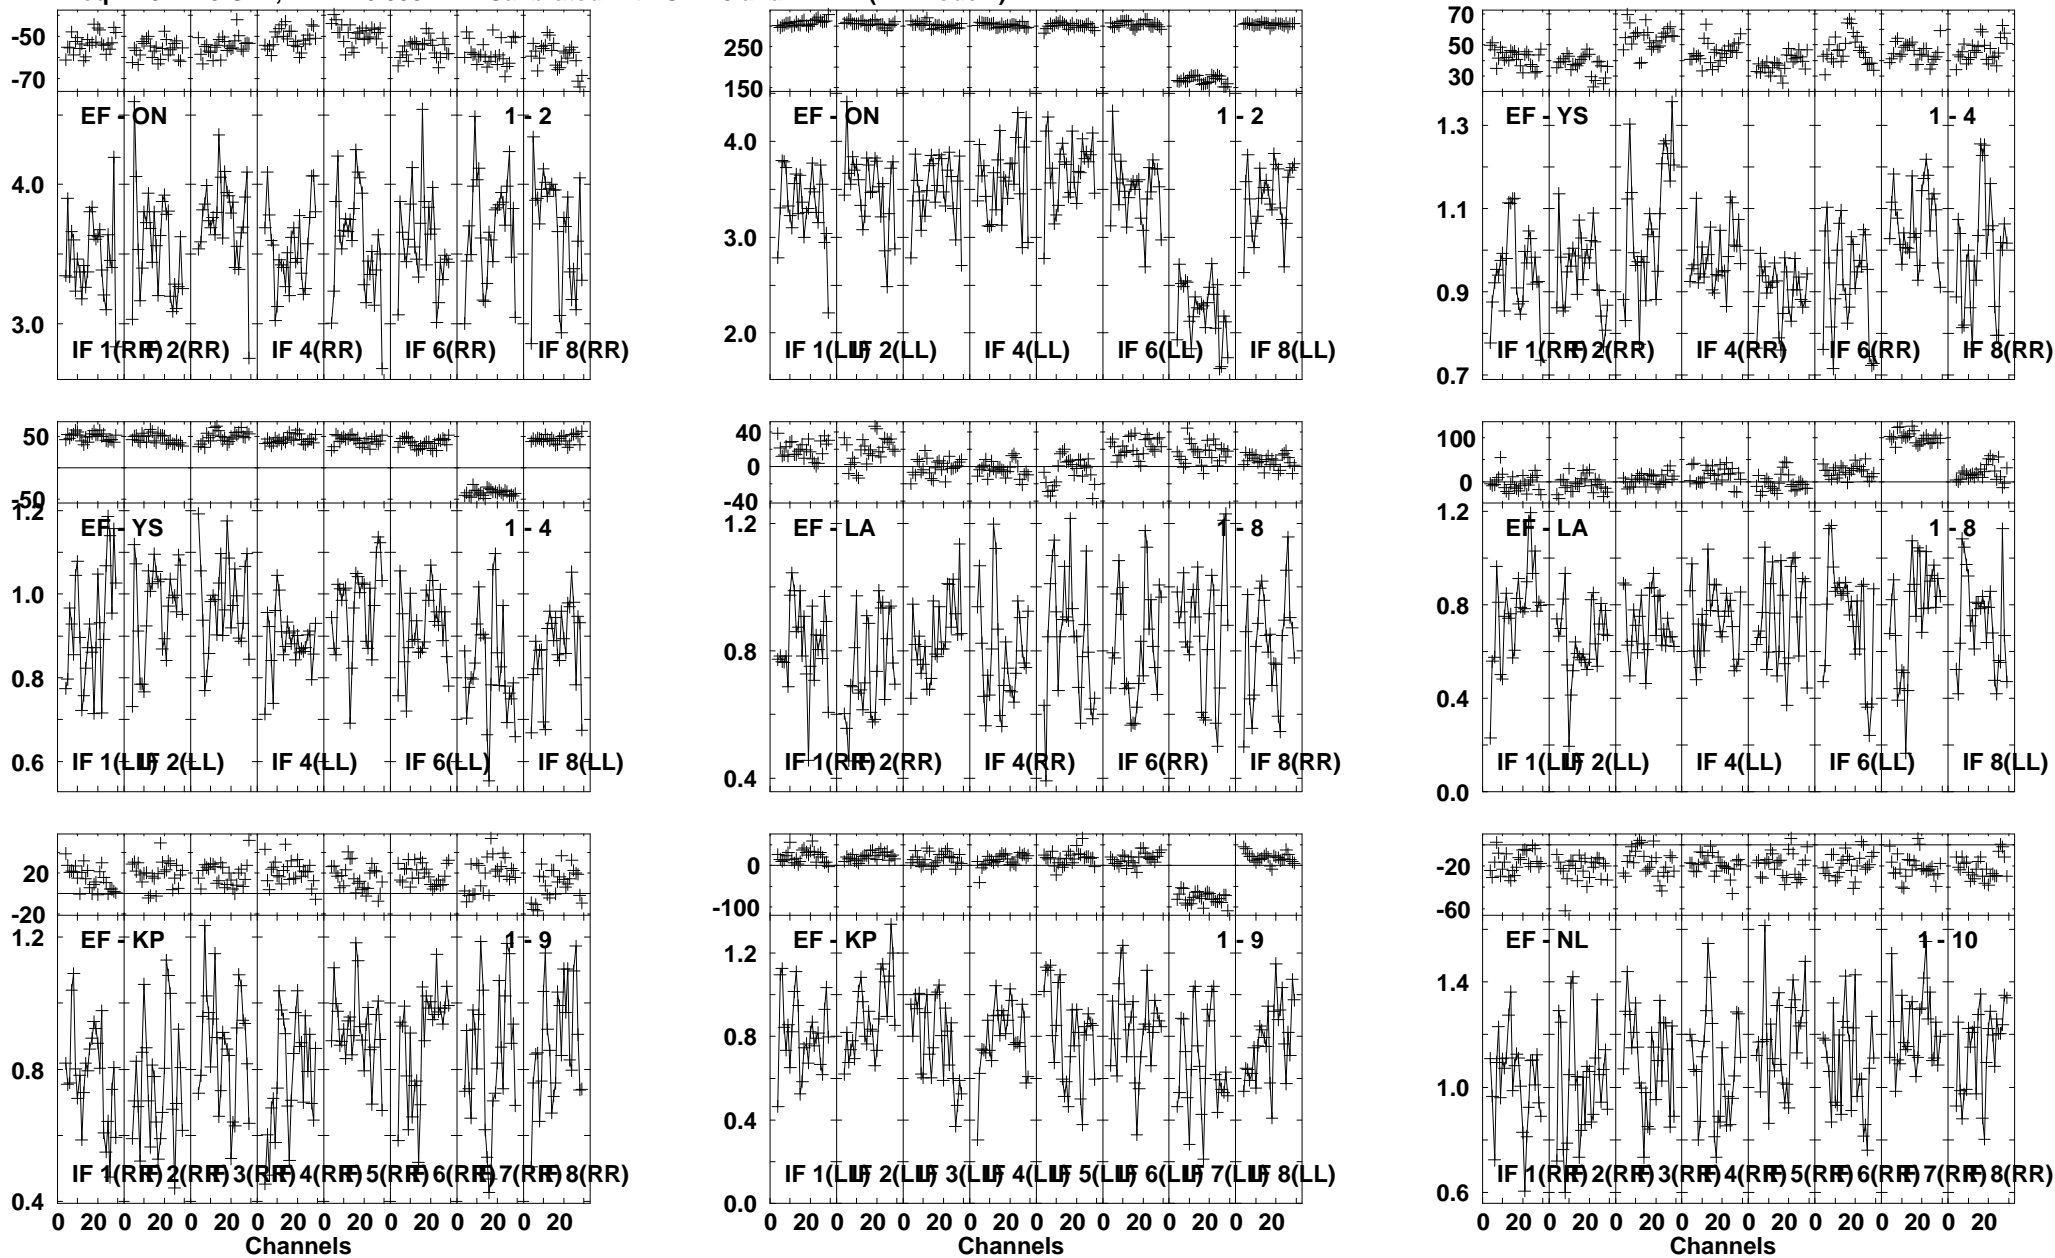 -50
-70
EF - ON 1 - 2
4.0
3.0
IF 1(RR) IF 2(RR) IF 4(RR) IF 6(RR) IF 8(RR)
250
150
EF - ON 1 - 2
4.0
3.0
2.0
IF 1(LL) IF 2(LL) IF 4(LL) IF 6(LL) IF 8(LL)
70
50
30
EF - YS 1 - 4
1.3
1.1
0.9
0.7
IF 1(RR) IF 2(RR) IF 4(RR) IF 6(RR) IF 8(RR)
50
-50
EF - YS 1 - 4
1.2
1.0
0.8
0.6
IF 1(LL) IF 2(LL) IF 4(LL) IF 6(LL) IF 8(LL)
40
0
-40
EF - LA 1 - 8
1.2
0.8
0.4
IF 1(RR) IF 2(RR) IF 4(RR) IF 6(RR) IF 8(RR)
100
0
EF - LA 1 - 8
1.2
0.8
0.4
0.0
IF 1(LL) IF 2(LL) IF 4(LL) IF 6(LL) IF 8(LL)
20
-20
EF - KP 1 - 9
1.2
0.8
0.4
IF 1(RR) IF 2(RR) IF 3(RR) IF 4(RR) IF 5(RR) IF 6(RR) IF 7(RR) IF 8(RR)
0 20 0 20 0 20 0 20 0 20 0 20 0 20 0 20
Channels
0
-100
EF - KP 1 - 9
1.2
0.8
0.4
0.0
IF 1(LL) IF 2(LL) IF 3(LL) IF 4(LL) IF 5(LL) IF 6(LL) IF 7(LL) IF 8(LL)
0 20 0 20 0 20 0 20 0 20 0 20 0 20 0 20
Channels
-20
-60
EF - NL 1 - 10
1.4
1.0
0.6
IF 1(RR) IF 2(RR) IF 3(RR) IF 4(RR) IF 5(RR) IF 6(RR) IF 7(RR) IF 8(RR)
0 20 0 20 0 20 0 20 0 20 0 20 0 20 0 20
Channels